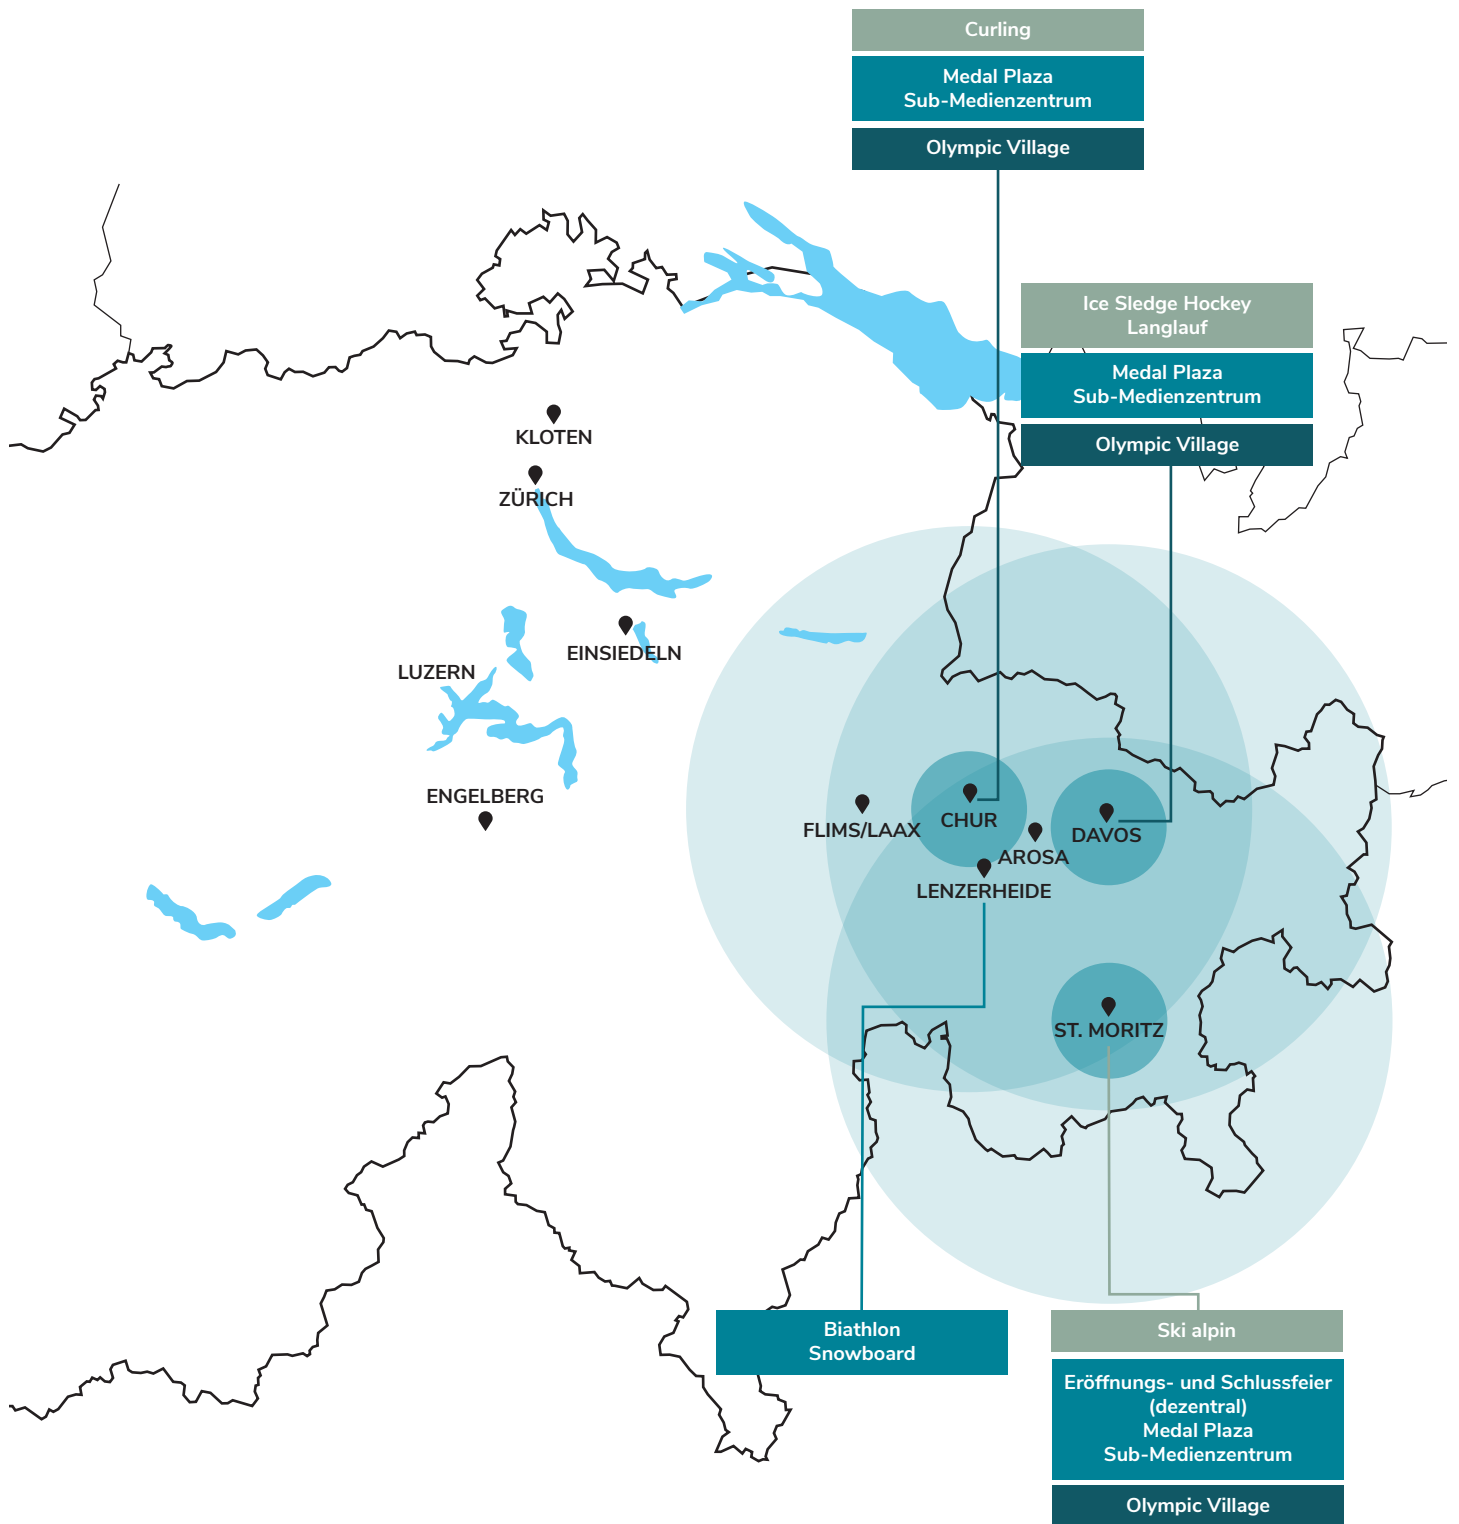 Curling
Medal Plaza
Sub-Medienzentrum
Olympic Village
Ice Sledge Hockey
Langlauf
Medal Plaza
Sub-Medienzentrum
Olympic Village
KLOTEN
ZÜRICH
EINSIEDELN
LUZERN
ENGELBERG
FLIMS/LAAX
CHUR
DAVOS
AROSA
LENZERHEIDE
ST. MORITZ
Biathlon
Snowboard
Ski alpin
Eröffnungs- und Schlussfeier
(dezentral)
Medal Plaza
Sub-Medienzentrum
Olympic Village